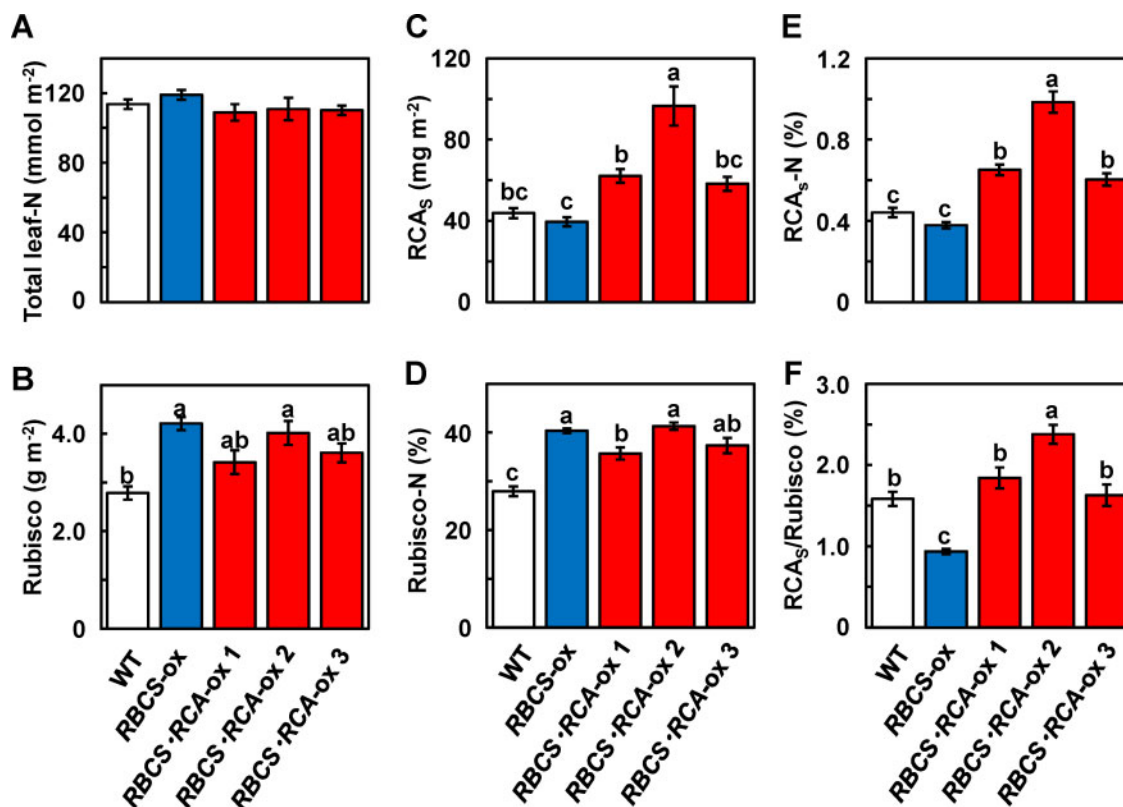 A
Total leaf-N (mmol m⁻²)
120
80
40
0
B
Rubisco (g m⁻²)
4.0
2.0
0
b
a
ab
a
ab
WT
RBCS-ox
RBCS·RCA-ox 1
RBCS·RCA-ox 2
RBCS·RCA-ox 3
C
RCAS (mg m⁻²)
120
80
40
0
bc
c
b
a
bc
D
Rubisco-N (%)
40
20
0
c
a
b
a
ab
WT
RBCS-ox
RBCS·RCA-ox 1
RBCS·RCA-ox 2
RBCS·RCA-ox 3
E
RCAs-N (%)
1.2
0.8
0.4
0
c
c
b
a
b
F
RCAS/Rubisco (%)
3.0
2.0
1.0
0
b
c
b
a
b
WT
RBCS-ox
RBCS·RCA-ox 1
RBCS·RCA-ox 2
RBCS·RCA-ox 3